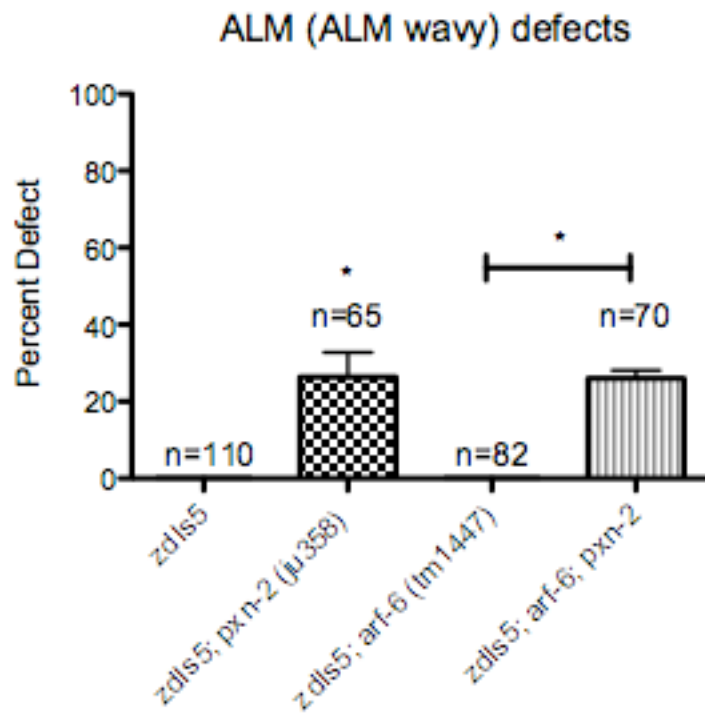 ALM (ALM wavy) defects
Percent Defect
100
80
60
40
20
0
*
*
n=65
n=70
n=110
n=82
zdIs5
zdIs5; pxn-2 (ju358)
zdIs5; arf-6 (tm1447)
zdIs5; arf-6; pxn-2